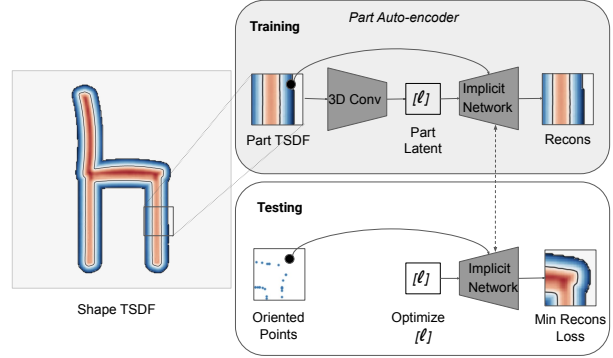 Part Auto-encoder
Training
3D Conv
[ℓ]
Implicit
Network
Part TSDF
Part
Latent
Recons
Shape TSDF
Testing
[ℓ]
Implicit
Network
Oriented
Points
Optimize
[ℓ]
Min Recons
Loss